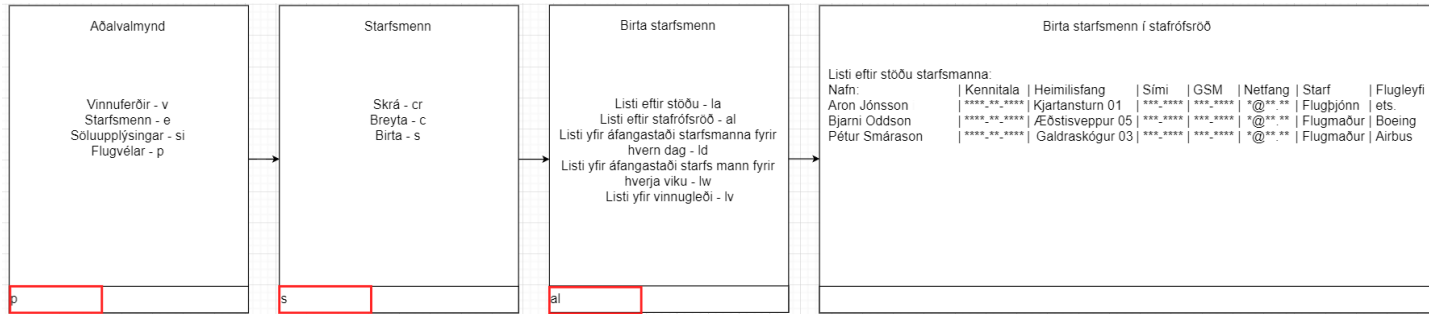 Aðalvalmynd
Vinnuferðir - v
Starfsmenn - e
Söluupplýsingar - si
Flugvélar - p
p
Starfsmenn
Skrá - cr
Breyta - c
Birta - s
s
Birta starfsmenn
Listi eftir stöðu - la
Listi eftir stafrófsröð - al
Listi yfir áfangastaði starfsmanna fyrir
hvern dag - ld
Listi yfir áfangastaði starfs mann fyrir
hverja viku - lw
Listi yfir vinnugleði - lv
al
Birta starfsmenn í stafrófsröð
Listi eftir stöðu starfsmanna:
Nafn: | Kennitala | Heimilisfang | Sími | GSM | Netfang | Starf | Flugleyfi
Aron Jónsson | ****-**-**** | Kjartansturn 01 | ***-**** | ***-**** | *@**.** | Flugþjónn | ets.
Bjarni Oddson | ****-**-**** | Æðstisveppur 05 | ***-**** | ***-**** | *@**.** | Flugmaður | Boeing
Pétur Smárason | ****-**-**** | Galdraskógur 03 | ***-**** | ***-**** | *@**.** | Flugmaður | Airbus